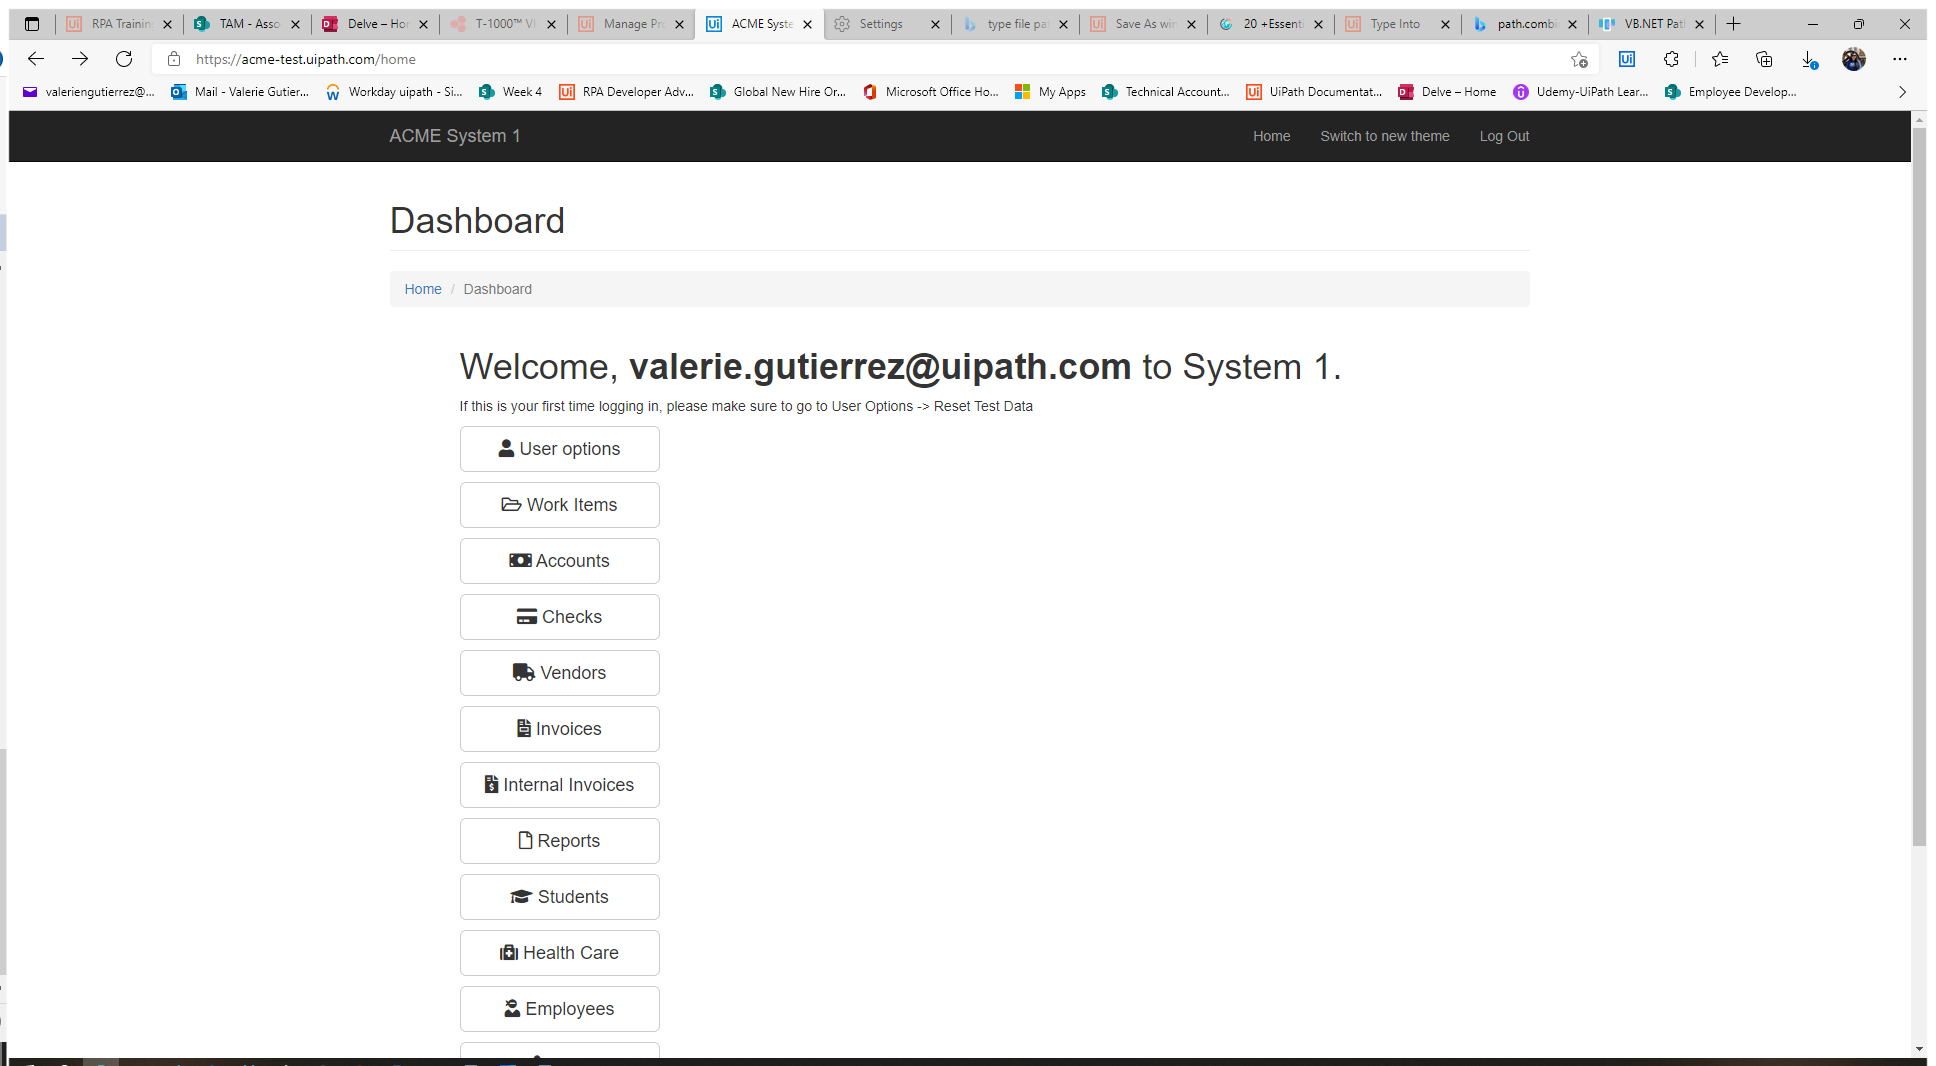 RPA Trainin
TAM - Asso
Delve – Hor
T-1000™ VI
Manage Pro
ACME Syste
Settings
type file pa
Save As win
20 +Essenti
Type Into
path.combi
VB.NET Pat
https://acme-test.uipath.com/home
valeriengutierrez@...
Mail - Valerie Gutier...
Workday uipath - Si...
Week 4
RPA Developer Adv...
Global New Hire Or...
Microsoft Office Ho...
My Apps
Technical Account...
UiPath Documentat...
Delve – Home
Udemy-UiPath Lear...
Employee Develop...
ACME System 1
Home
Switch to new theme
Log Out
Dashboard
Home / Dashboard
Welcome, valerie.gutierrez@uipath.com to System 1.
If this is your first time logging in, please make sure to go to User Options -> Reset Test Data
User options
Work Items
Accounts
Checks
Vendors
Invoices
Internal Invoices
Reports
Students
Health Care
Employees